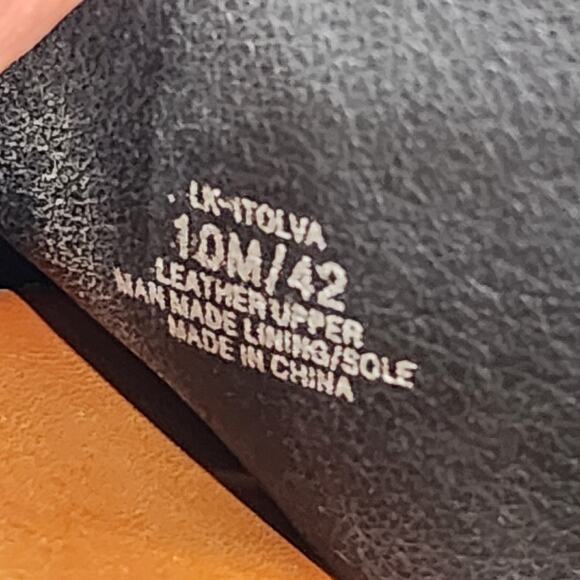 LK-ITOLVA
10M/42
LEATHER UPPER
MAN MADE LINING/SOLE
MADE IN CHINA